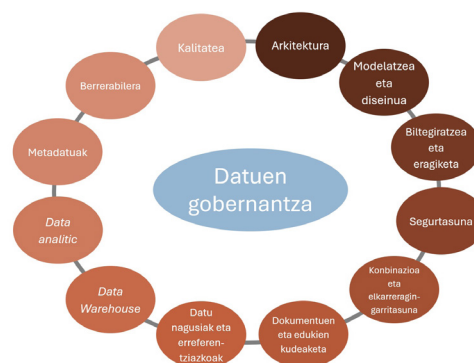 Kalitatea
Arkitektura
Modelatzea
eta
diseinua
Biltegiratzea
eta
eragiketa
Segurtasuna
Konbinazioa eta
elkarreragin-
garritasuna
Dokumentuen
eta edukien
kudeaketa
Datu
nagusiak eta
erreferen-
tziazkoak
Data
Warehouse
Data
analitic
Metadatuak
Berrerabilera
Datuen
gobernantza